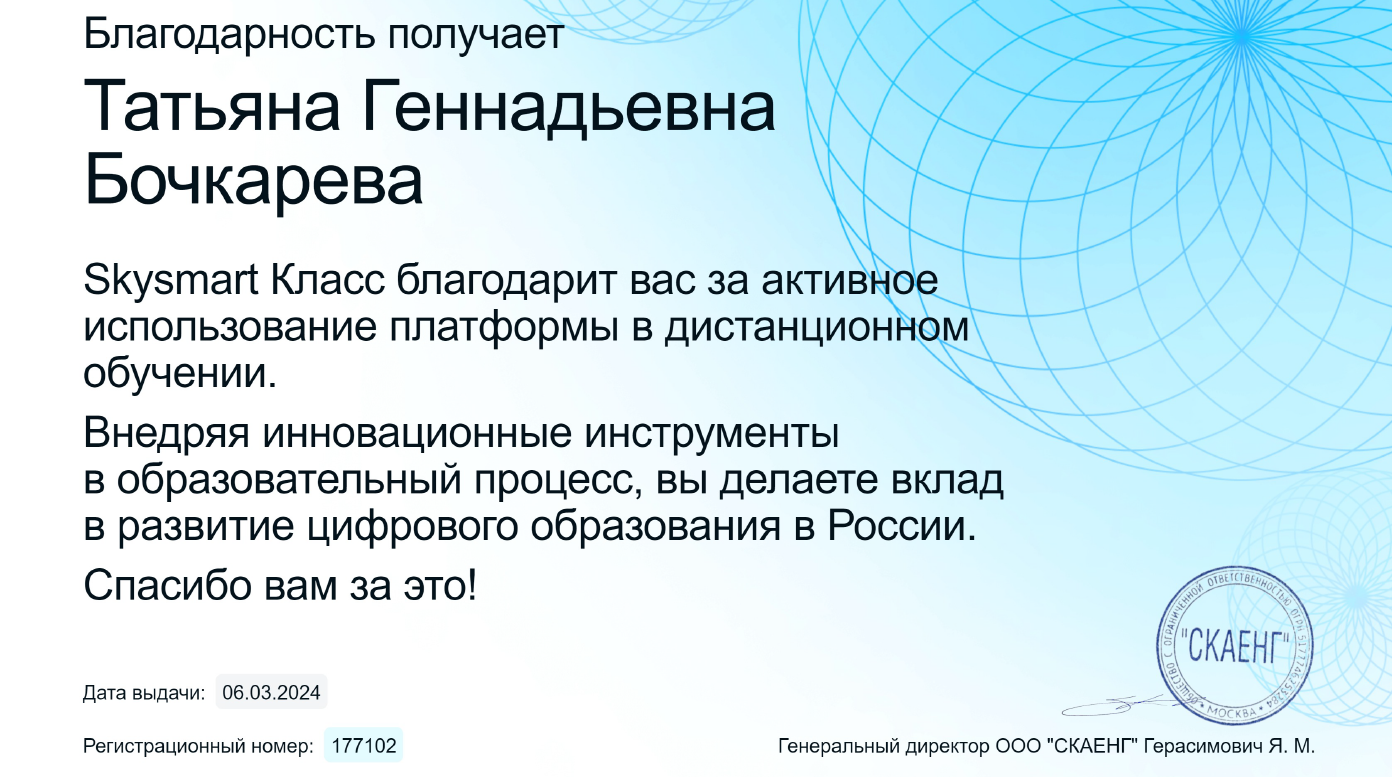 Благодарность получает
Татьяна Геннадьевна
Бочкарева
Skysmart Класс благодарит вас за активное
использование платформы в дистанционном
обучении.
Внедряя инновационные инструменты
в образовательный процесс, вы делаете вклад
в развитие цифрового образования в России.
Спасибо вам за это!
ОБЩЕСТВО С ОГРАНИЧЕННОЙ ОТВЕТСТВЕННОСТЬЮ ОГРН
"СКАЕНГ"
* МОСКВА *
Дата выдачи: 06.03.2024
Регистрационный номер: 177102
Генеральный директор ООО "СКАЕНГ" Герасимович Я. М.